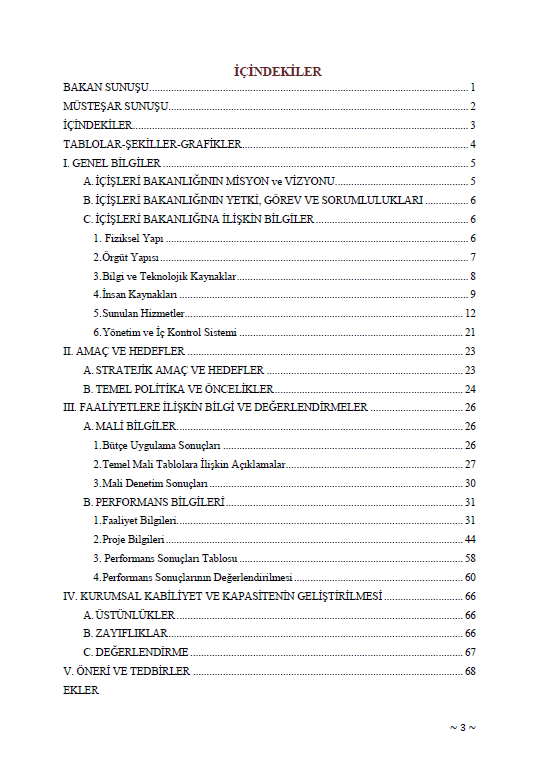 İÇİNDEKİLER
BAKAN SUNUŞU 1
MÜSTEŞAR SUNUŞU 2
İÇİNDEKİLER 3
TABLOLAR-ŞEKİLLER-GRAFİKLER 4
I. GENEL BİLGİLER 5
A. İÇİŞLERİ BAKANLIĞININ MİSYON ve VİZYONU 5
B. İÇİŞLERİ BAKANLIĞININ YETKİ, GÖREV VE SORUMLULUKLARI 6
C. İÇİŞLERİ BAKANLIĞINA İLİŞKİN BİLGİLER 6
1. Fiziksel Yapı 6
2.Örgüt Yapısı 7
3.Bilgi ve Teknolojik Kaynaklar 8
4.İnsan Kaynakları 9
5.Sunulan Hizmetler 12
6.Yönetim ve İç Kontrol Sistemi 21
II. AMAÇ VE HEDEFLER 23
A. STRATEJİK AMAÇ VE HEDEFLER 23
B. TEMEL POLİTİKA VE ÖNCELİKLER 24
III. FAALİYETLERE İLİŞKİN BİLGİ VE DEĞERLENDİRMELER 26
A. MALİ BİLGİLER 26
1.Bütçe Uygulama Sonuçları 26
2.Temel Mali Tablolara İlişkin Açıklamalar 27
3.Mali Denetim Sonuçları 30
B. PERFORMANS BİLGİLERİ 31
1.Faaliyet Bilgileri 31
2.Proje Bilgileri 44
3. Performans Sonuçları Tablosu 58
4.Performans Sonuçlarının Değerlendirilmesi 60
IV. KURUMSAL KABİLİYET VE KAPASİTENİN GELİŞTİRİLMESİ 66
A. ÜSTÜNLÜKLER 66
B. ZAYIFLIKLAR 66
C. DEĞERLENDİRME 67
V. ÖNERİ VE TEDBİRLER 68
EKLER
~ 3 ~